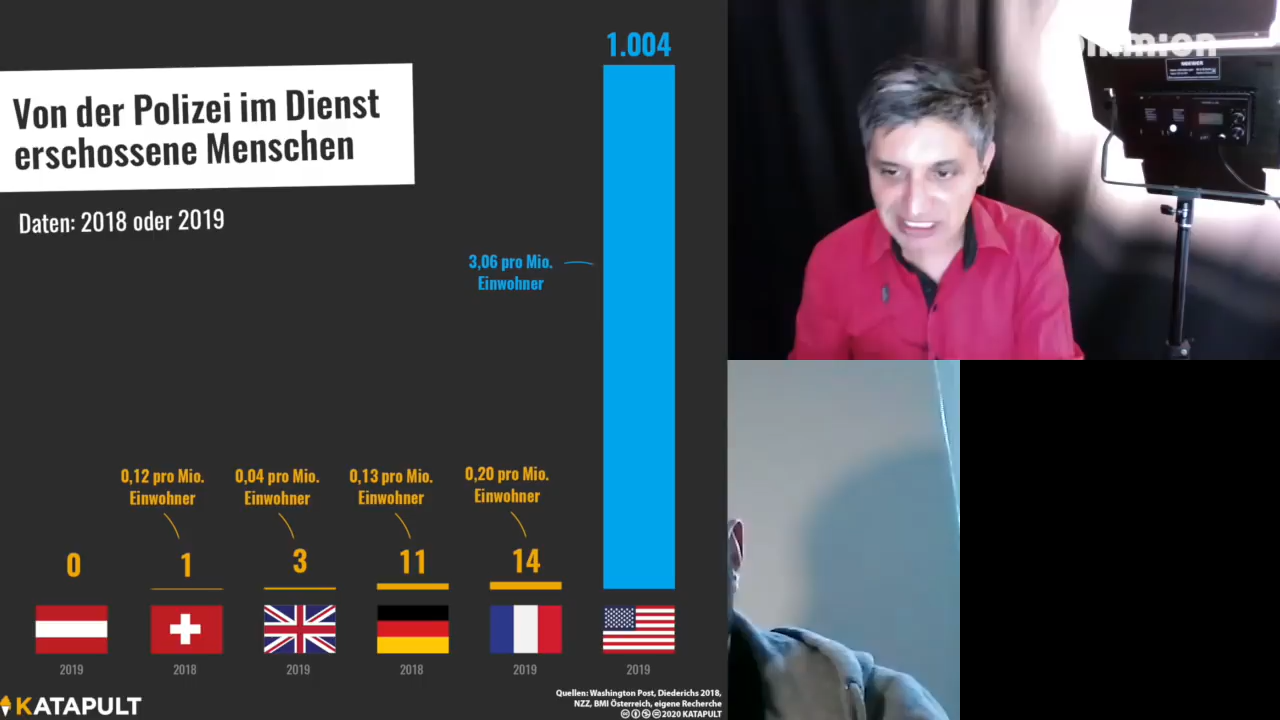 Von der Polizei im Dienst
erschossene Menschen
Daten: 2018 oder 2019
1.004
3,06 pro Mio.
Einwohner
0,12 pro Mio.
Einwohner
0,04 pro Mio.
Einwohner
0,13 pro Mio.
Einwohner
0,20 pro Mio.
Einwohner
0
1
3
11
14
2019
2018
2019
2018
2019
2019
KATAPULT
Quellen: Washington Post, Diederichs 2018,
NZZ, BMI Österreich, eigene Recherche
2020 KATAPULT
NEEWER